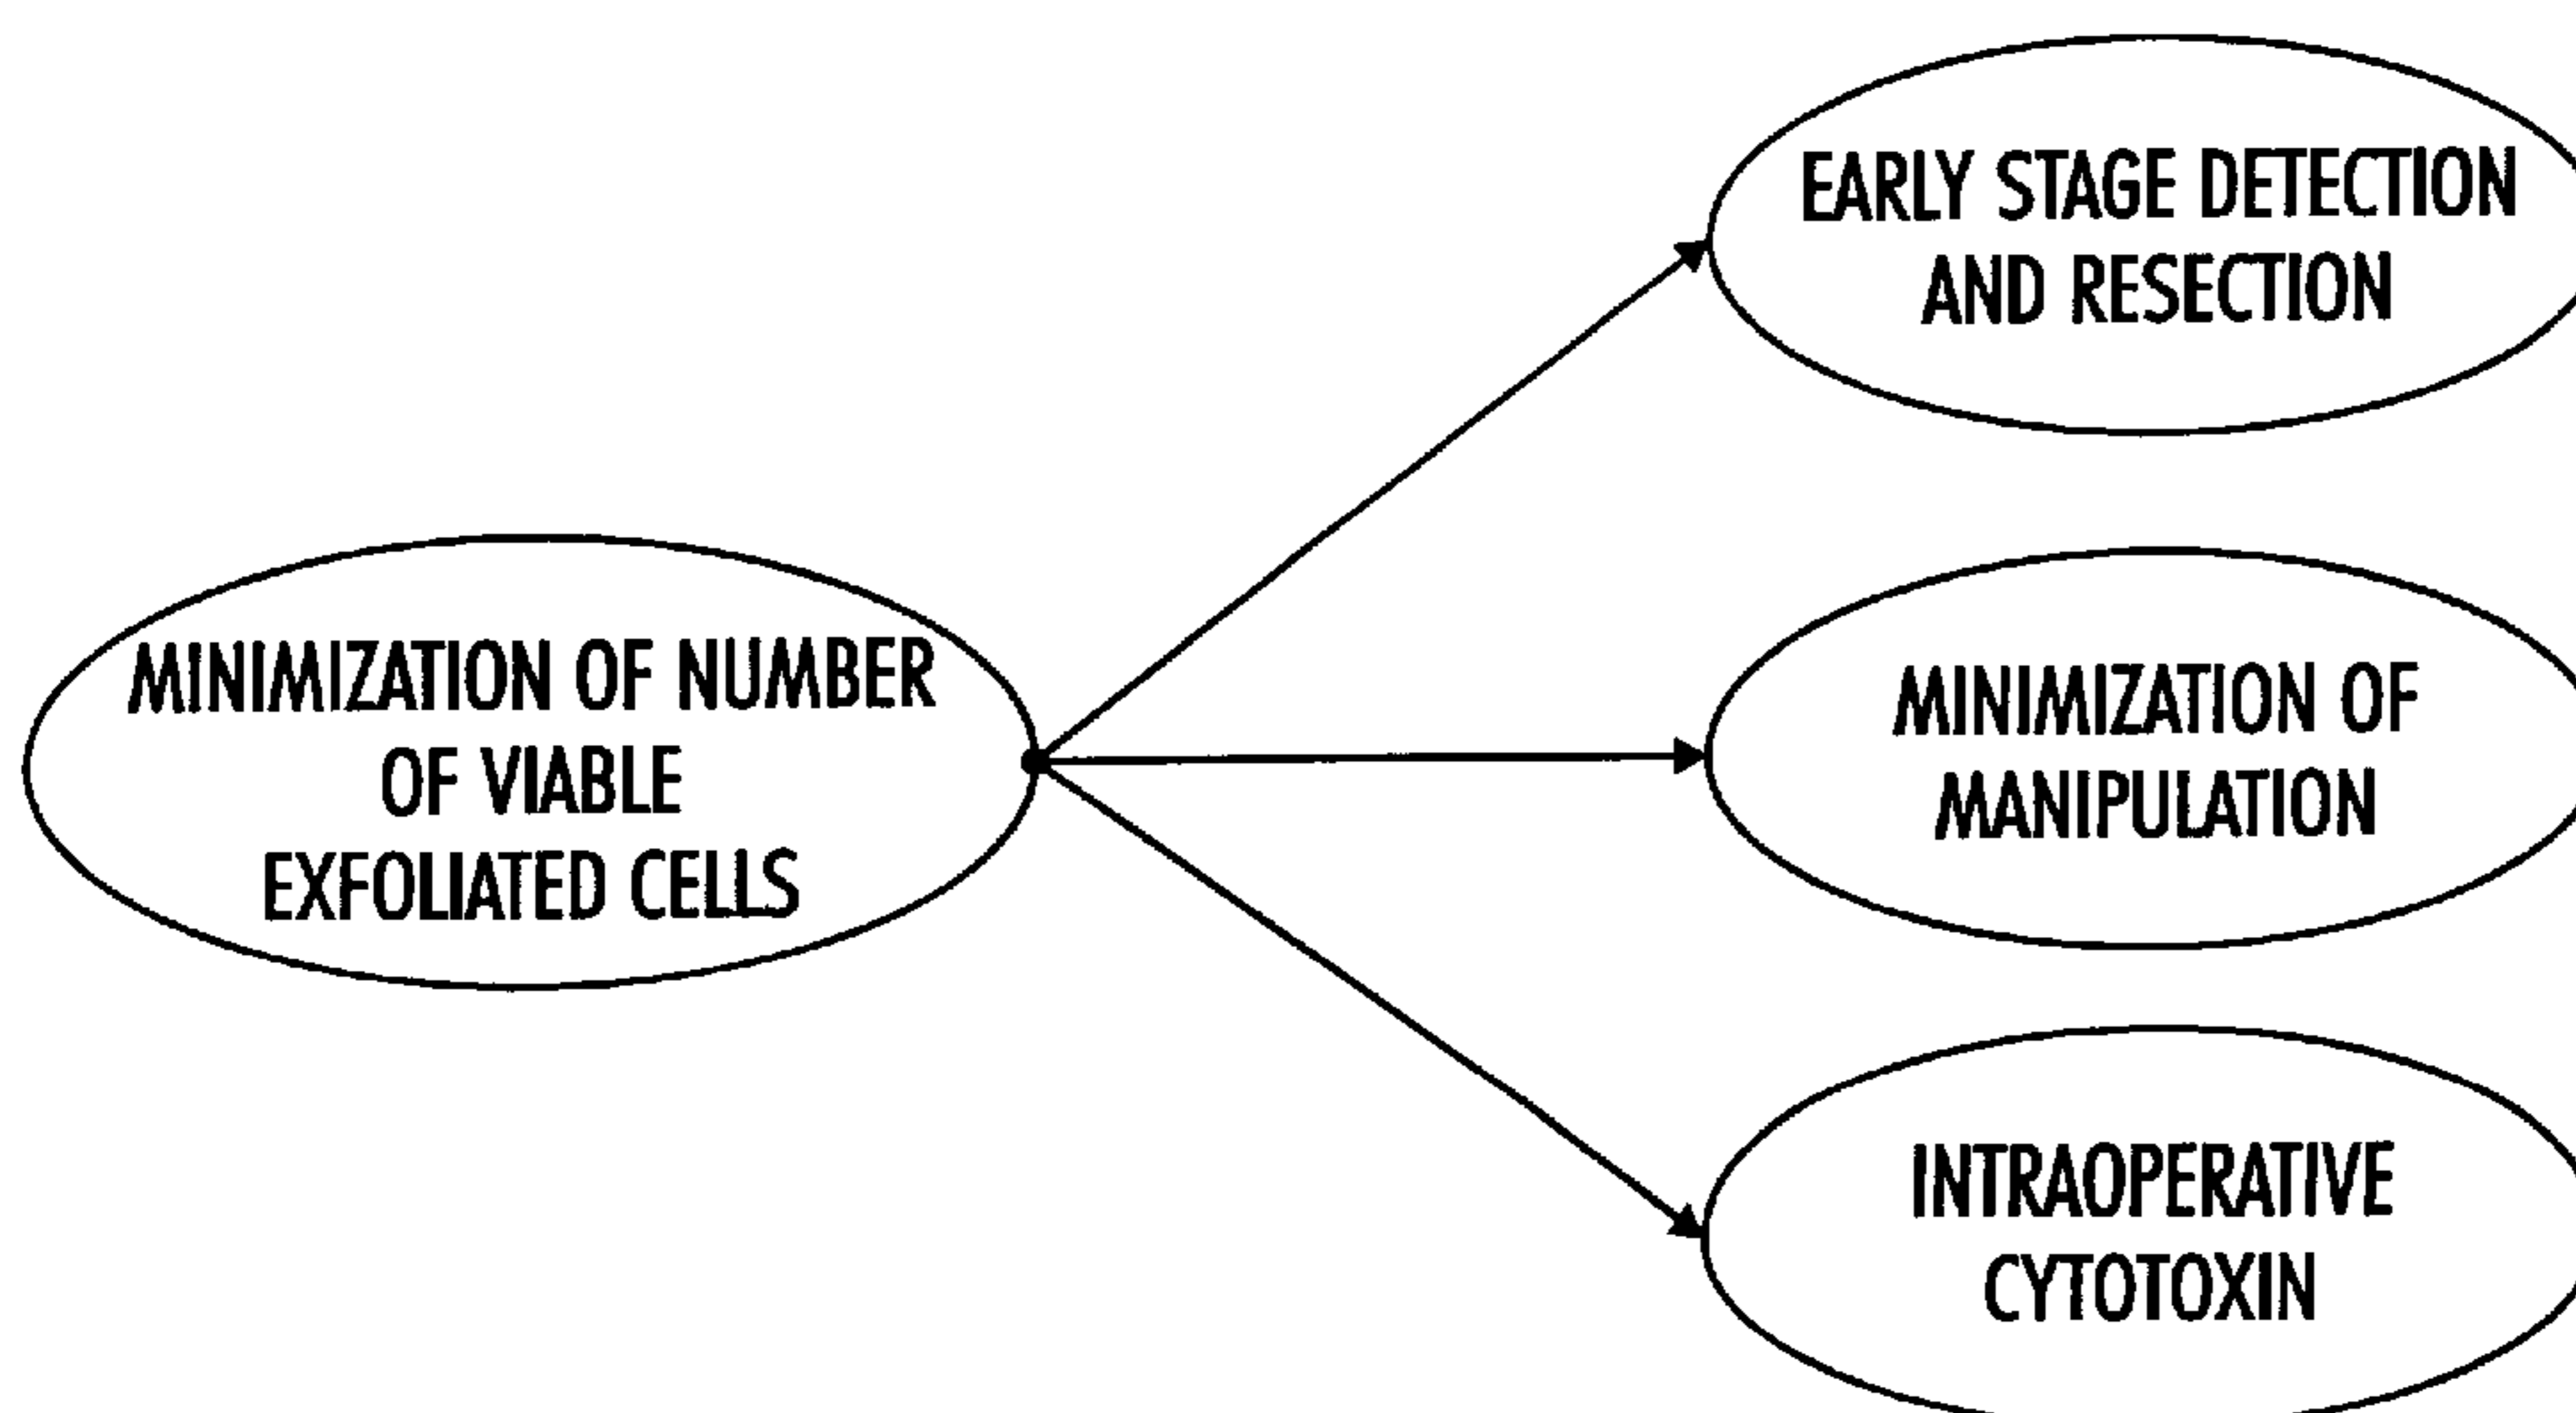 EARLY STAGE DETECTION
AND RESECTION
MINIMIZATION OF NUMBER
OF VIABLE
EXFOLIATED CELLS
MINIMIZATION OF
MANIPULATION
INTRAOPERATIVE
CYTOTOXIN